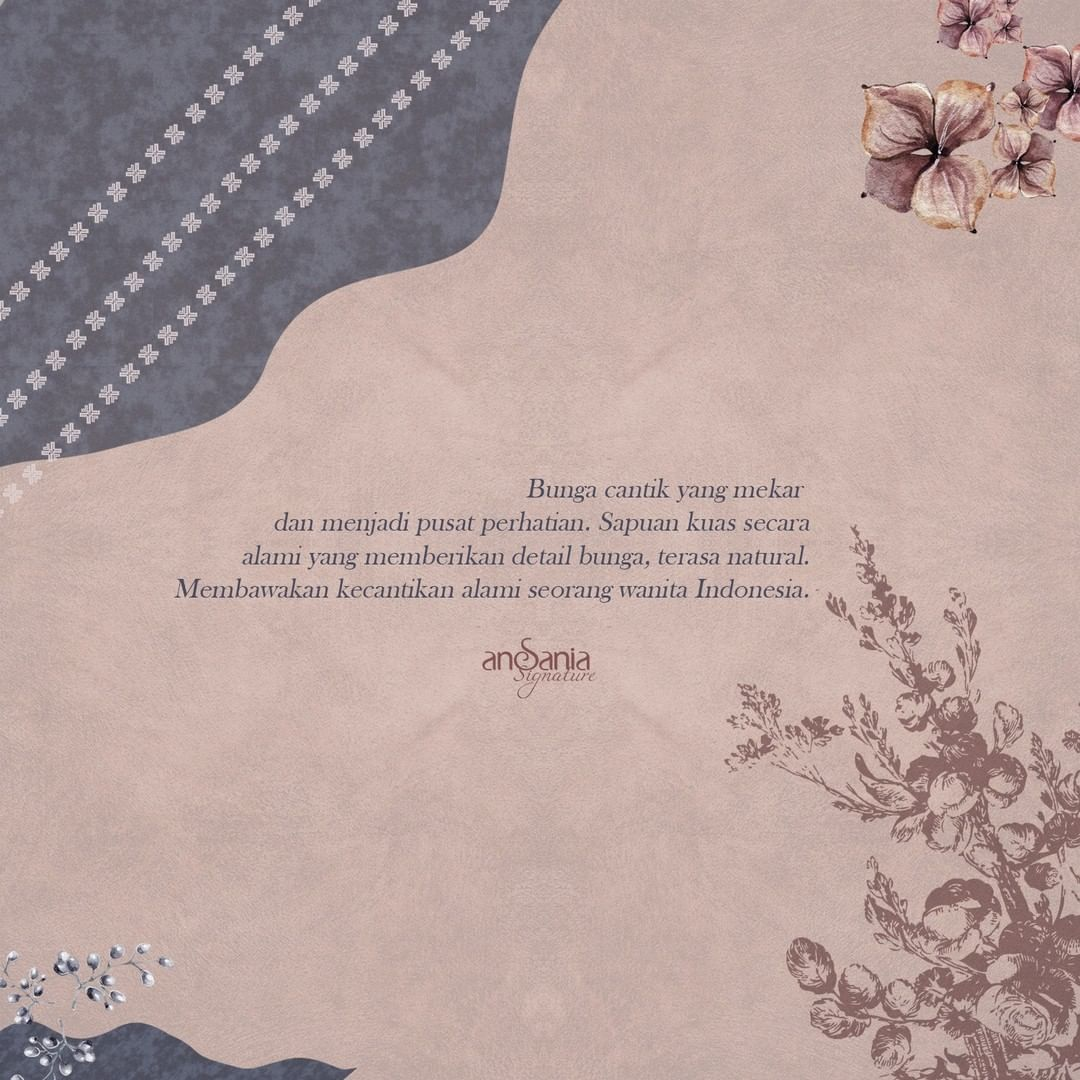 Bunga cantik yang mekar
dan menjadi pusat perhatian. Sapuan kuas secara
alami yang memberikan detail bunga, terasa natural.
Membawakan kecantikan alami seorang wanita Indonesia.
anSania
Signature